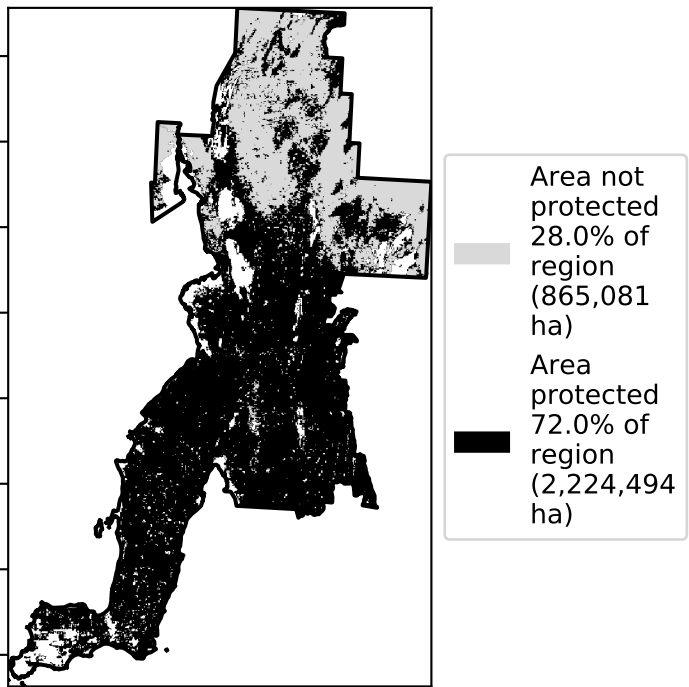 Area not
protected
28.0% of
region
(865,081
ha)
Area
protected
72.0% of
region
(2,224,494
ha)